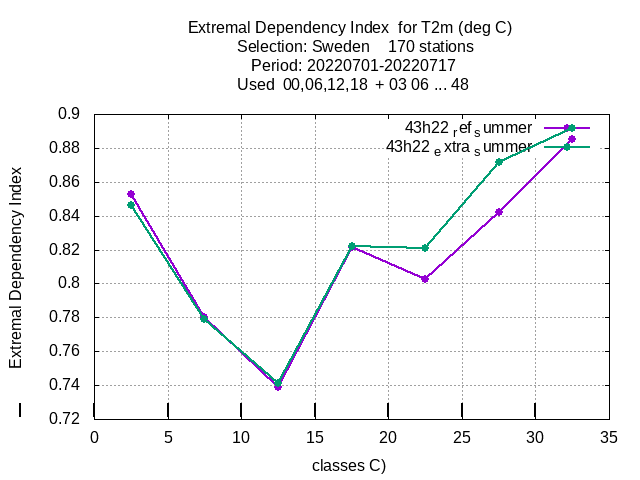 Extremal Dependency Index for T2m (deg C)
Selection: Sweden 170 stations
Period: 20220701-20220717
Used 00,06,12,18 + 03 06 ... 48
43h22 ref summer
43h22 extra summer
0.9
0.88
0.86
0.84
0.82
0.8
0.78
0.76
0.74
0.72
Extremal Dependency Index
0 5 10 15 20 25 30 35
classes C)